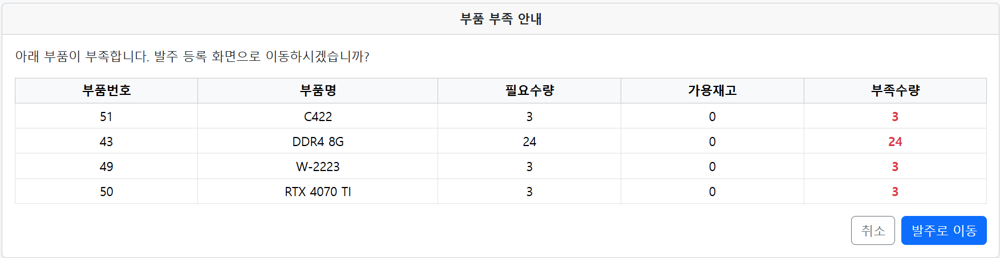 부품 부족 안내
아래 부품이 부족합니다. 발주 등록 화면으로 이동하시겠습니까?
부품번호 부품명 필요수량 가용재고 부족수량
51 C422 3 0 3
43 DDR4 8G 24 0 24
49 W-2223 3 0 3
50 RTX 4070 TI 3 0 3
취소 발주로 이동